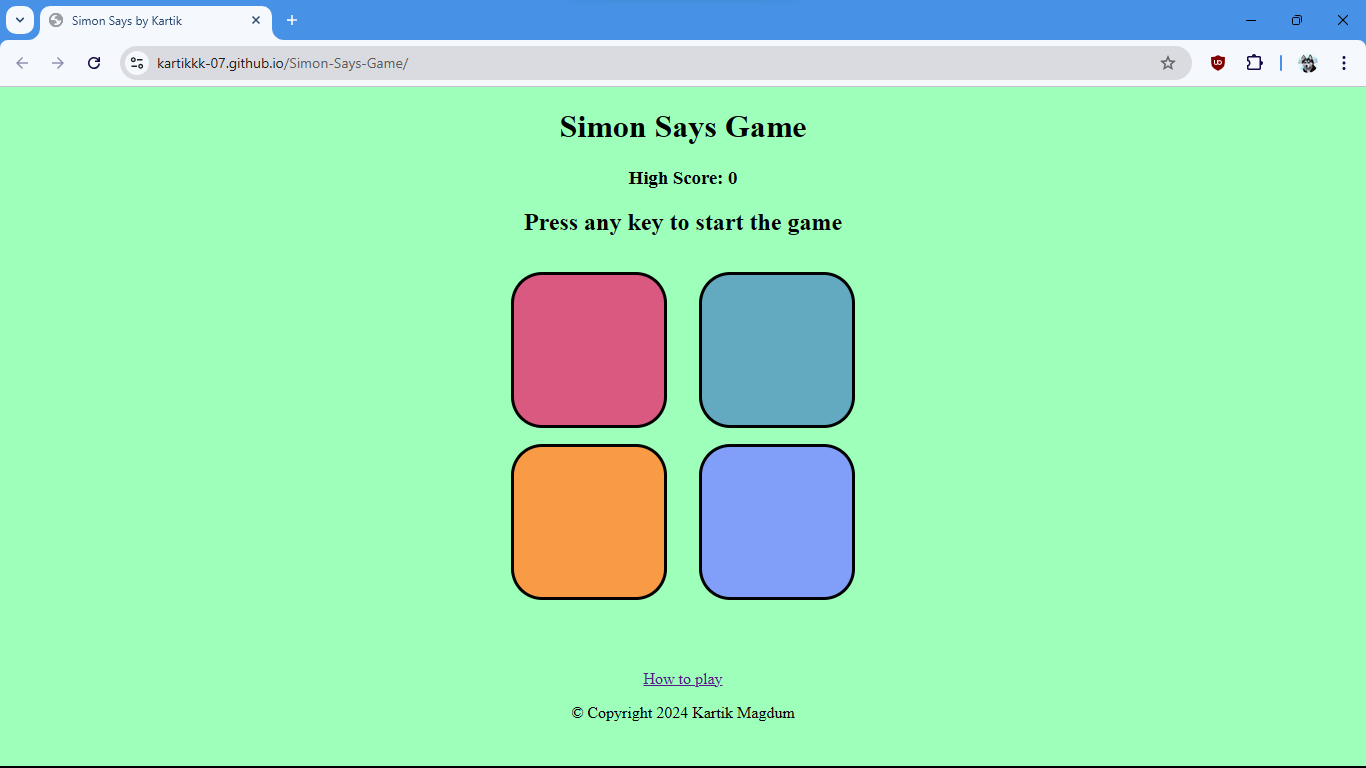 Simon Says by Kartik
kartikkk-07.github.io/Simon-Says-Game/
Simon Says Game
High Score: 0
Press any key to start the game
How to play
© Copyright 2024 Kartik Magdum